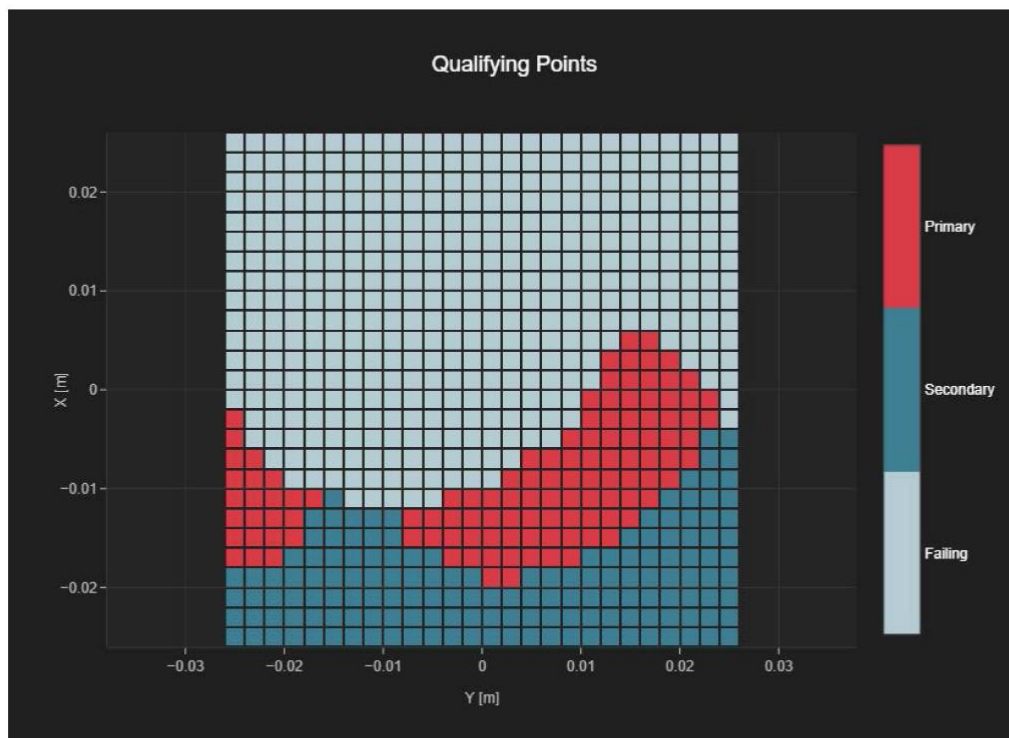 Qualifying Points
0.02
0.01
0
−0.01
−0.02
X [m]
−0.03
−0.02
−0.01
0
0.01
0.02
0.03
Y [m]
Primary
Secondary
Failing